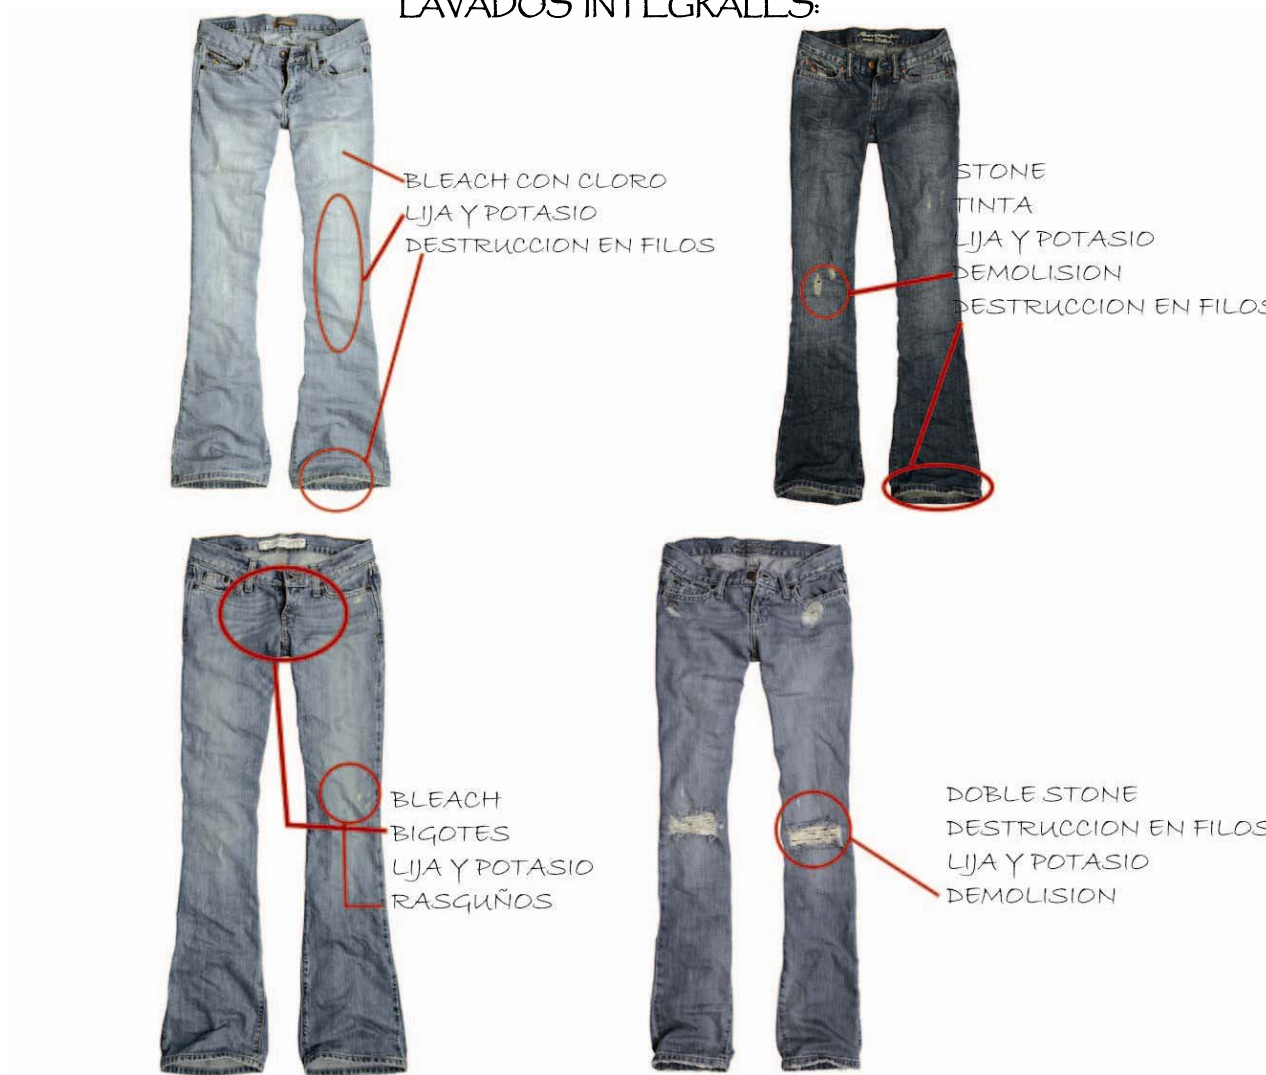 LAVADOS INTEGRALES:
BLEACH CON CLORO
LIJA Y POTASIO
DESTRUCCION EN FILOS
STONE
TINTA
LIJA Y POTASIO
DEMOLISION
DESTRUCCION EN FILOS
BLEACH
BIGOTES
LIJA Y POTASIO
RASGUÑOS
DOBLE STONE
DESTRUCCION EN FILOS
LIJA Y POTASIO
DEMOLISION